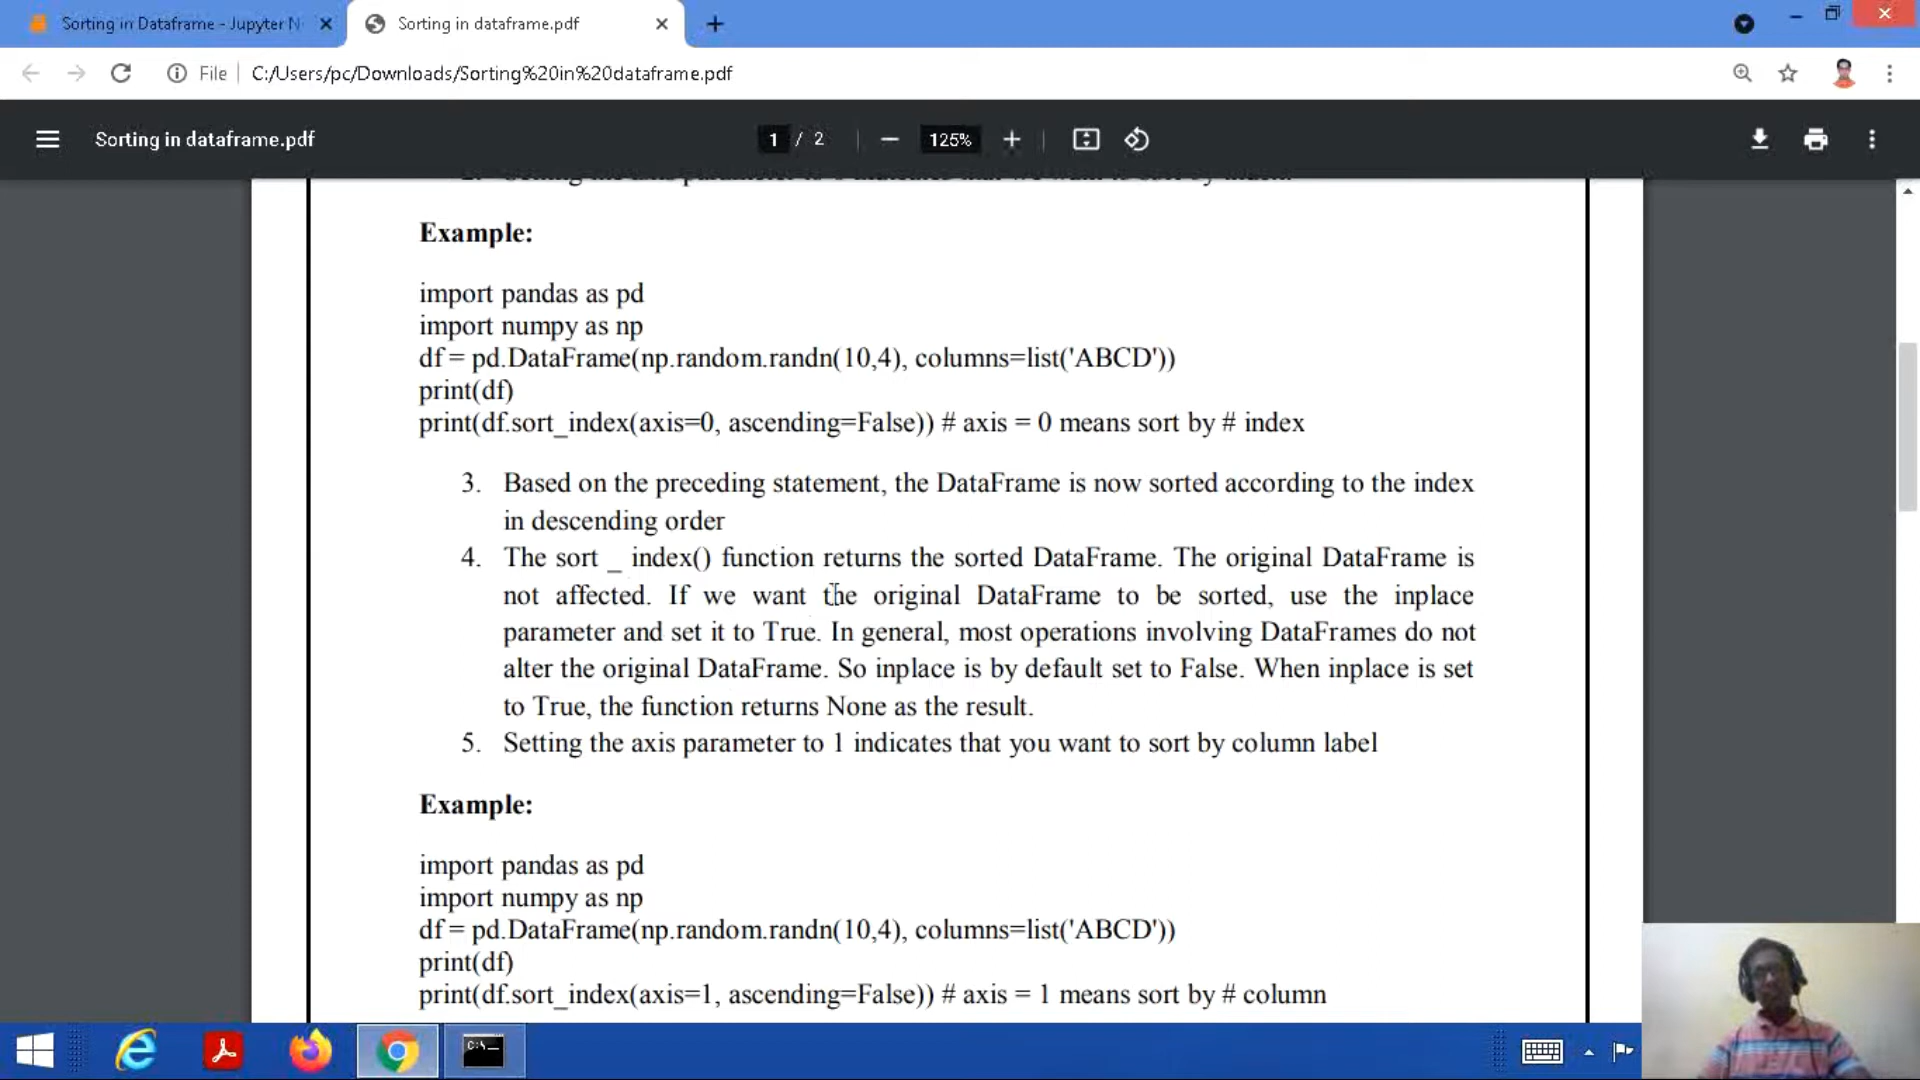 Sorting in Dataframe - Jupyter N
Sorting in dataframe.pdf
File
C:/Users/pc/Downloads/Sorting%20in%20dataframe.pdf
Sorting in dataframe.pdf
1 / 2
125%
Example:
import pandas as pd
import numpy as np
df = pd.DataFrame(np.random.randn(10,4), columns=list('ABCD'))
print(df)
print(df.sort_index(axis=0, ascending=False)) # axis = 0 means sort by # index
3. Based on the preceding statement, the DataFrame is now sorted according to the index
in descending order
4. The sort _ index() function returns the sorted DataFrame. The original DataFrame is
not affected. If we want the original DataFrame to be sorted, use the inplace
parameter and set it to True. In general, most operations involving DataFrames do not
alter the original DataFrame. So inplace is by default set to False. When inplace is set
to True, the function returns None as the result.
5. Setting the axis parameter to 1 indicates that you want to sort by column label
Example:
import pandas as pd
import numpy as np
df = pd.DataFrame(np.random.randn(10,4), columns=list('ABCD'))
print(df)
print(df.sort_index(axis=1, ascending=False)) # axis = 1 means sort by # column